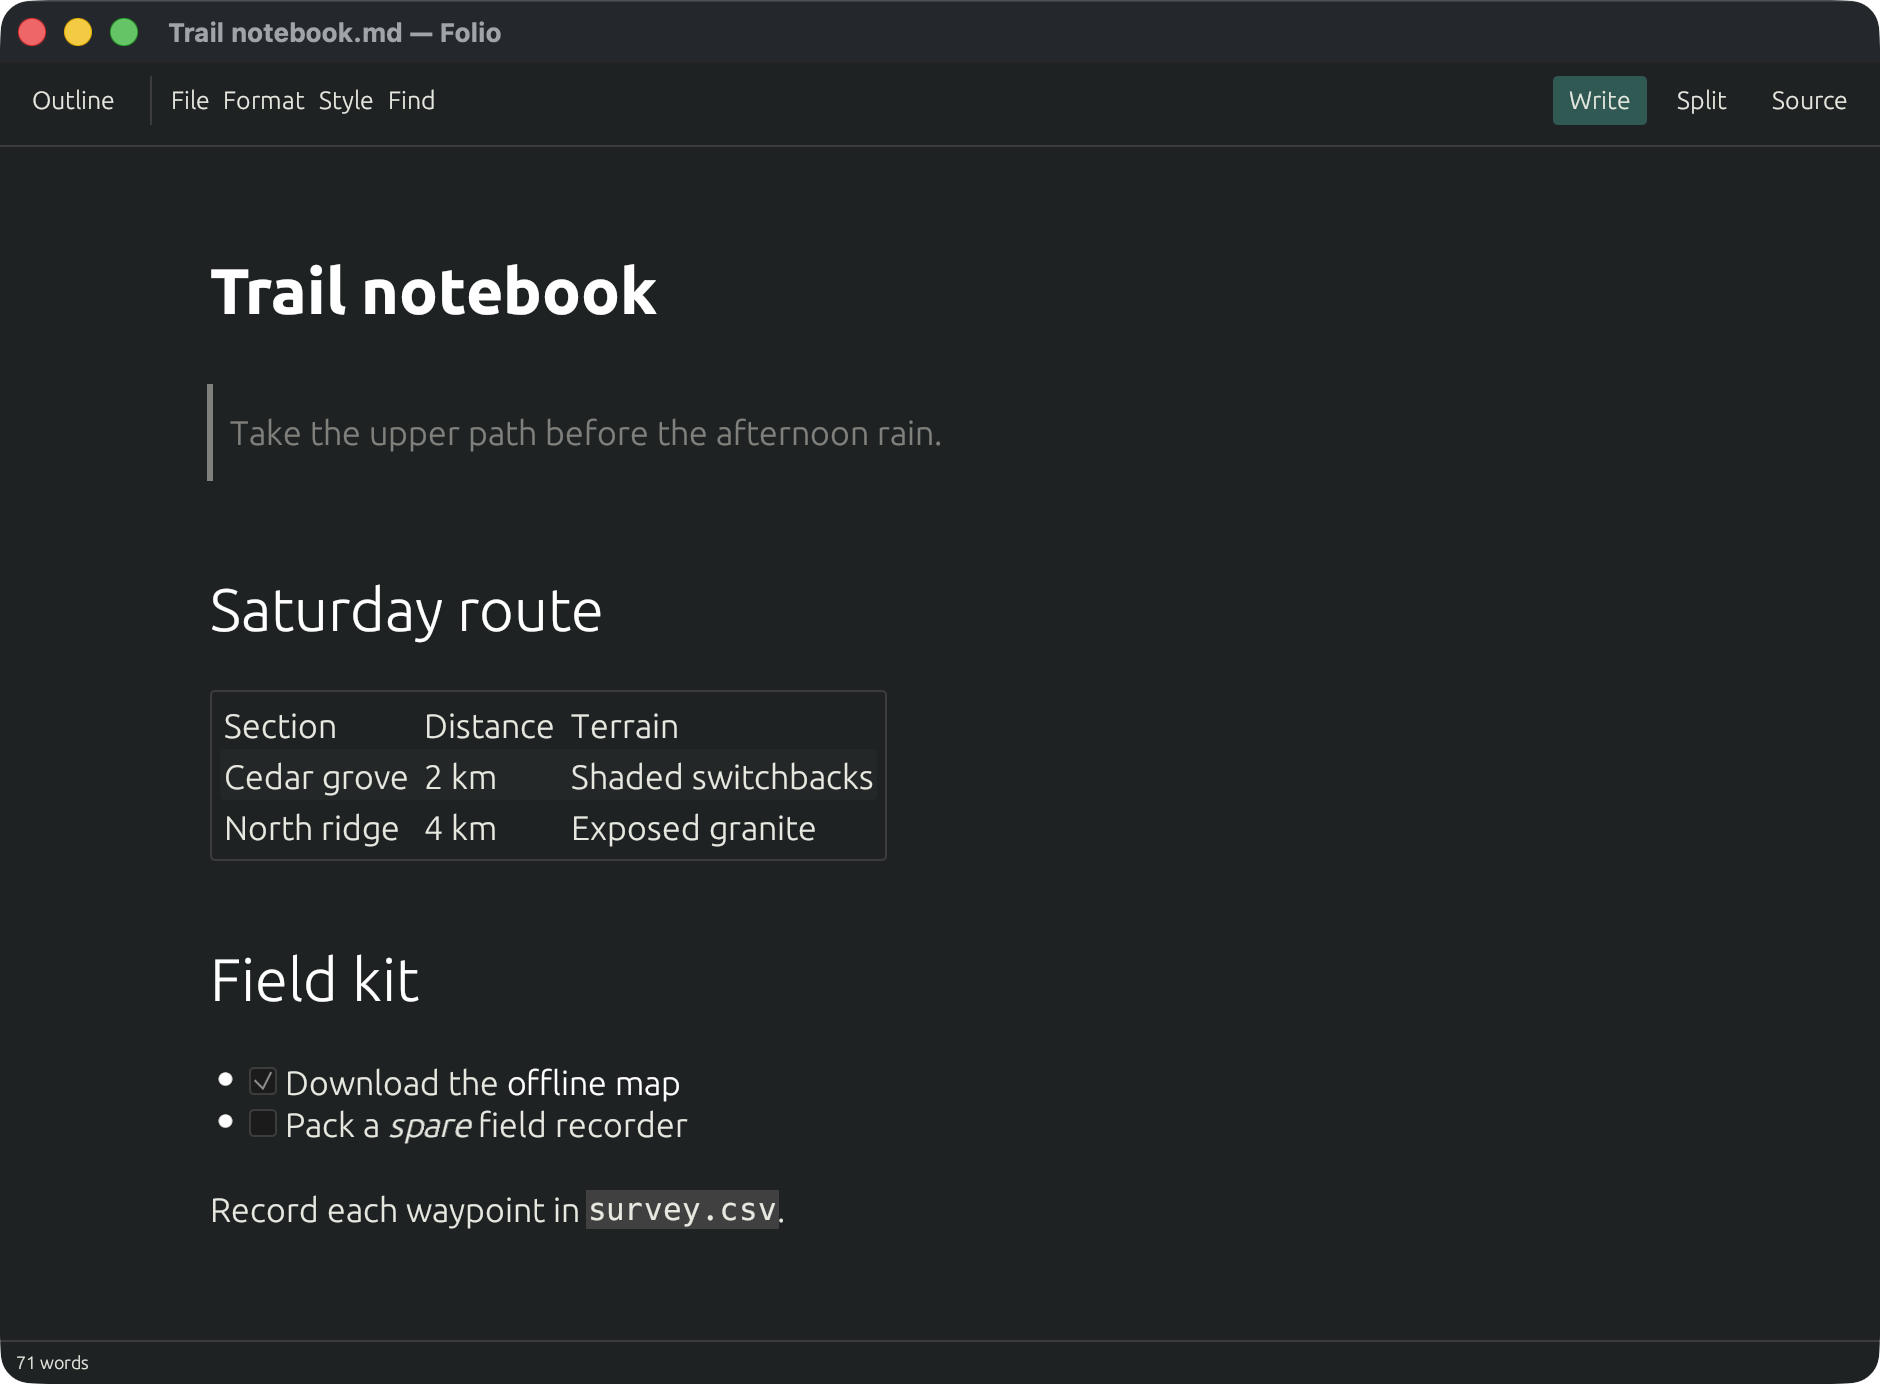 Trail notebook.md — Folio
Outline File Format Style Find Write Split Source
Trail notebook
Take the upper path before the afternoon rain.
Saturday route
Section Distance Terrain
Cedar grove 2 km Shaded switchbacks
North ridge 4 km Exposed granite
Field kit
Download the offline map
Pack a spare field recorder
Record each waypoint in survey.csv.
71 words